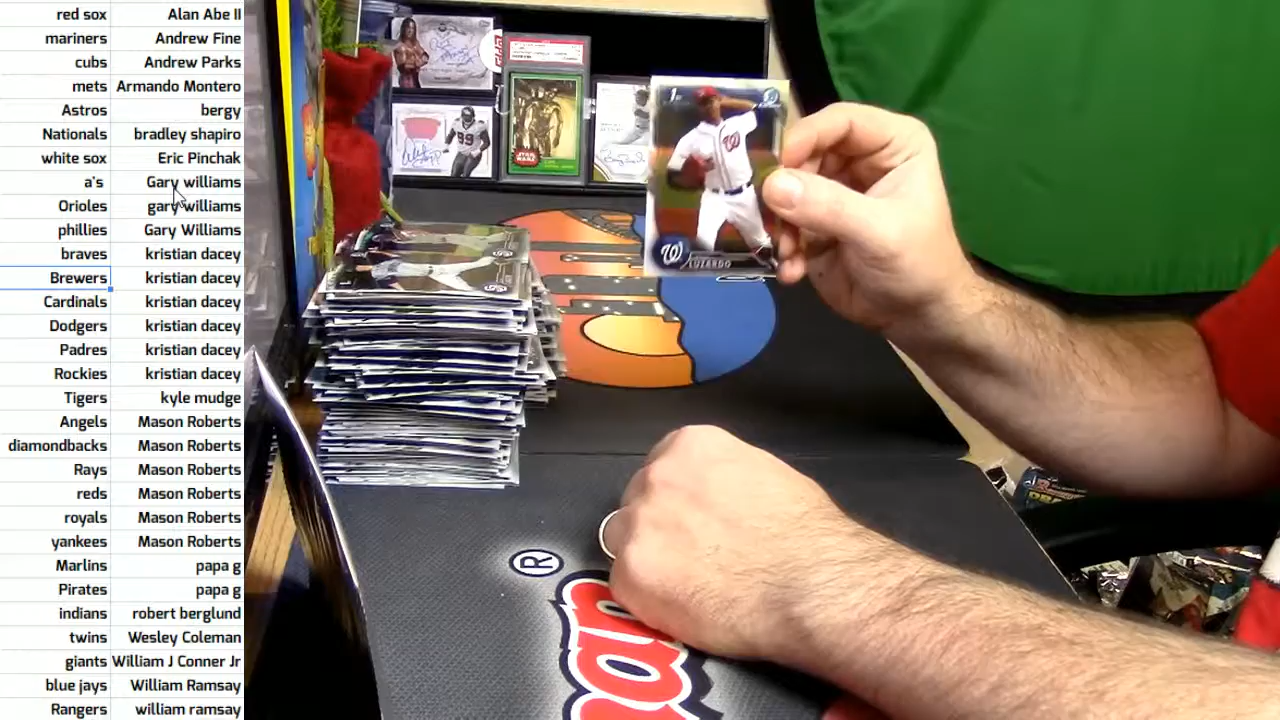 red sox Alan Abe II
mariners Andrew Fine
cubs Andrew Parks
mets Armando Montero
Astros bergy
Nationals bradley shapiro
white sox Eric Pinchak
a's Gary williams
Orioles gary williams
phillies Gary Williams
braves kristian dacey
Brewers kristian dacey
Cardinals kristian dacey
Dodgers kristian dacey
Padres kristian dacey
Rockies kristian dacey
Tigers kyle mudge
Angels Mason Roberts
diamondbacks Mason Roberts
Rays Mason Roberts
reds Mason Roberts
royals Mason Roberts
yankees Mason Roberts
Marlins papa g
Pirates papa g
indians robert berglund
twins Wesley Coleman
giants William J Conner Jr
blue jays William Ramsay
Rangers william ramsay
1st
W
W
LUZARDO
STAR WARS
99
®